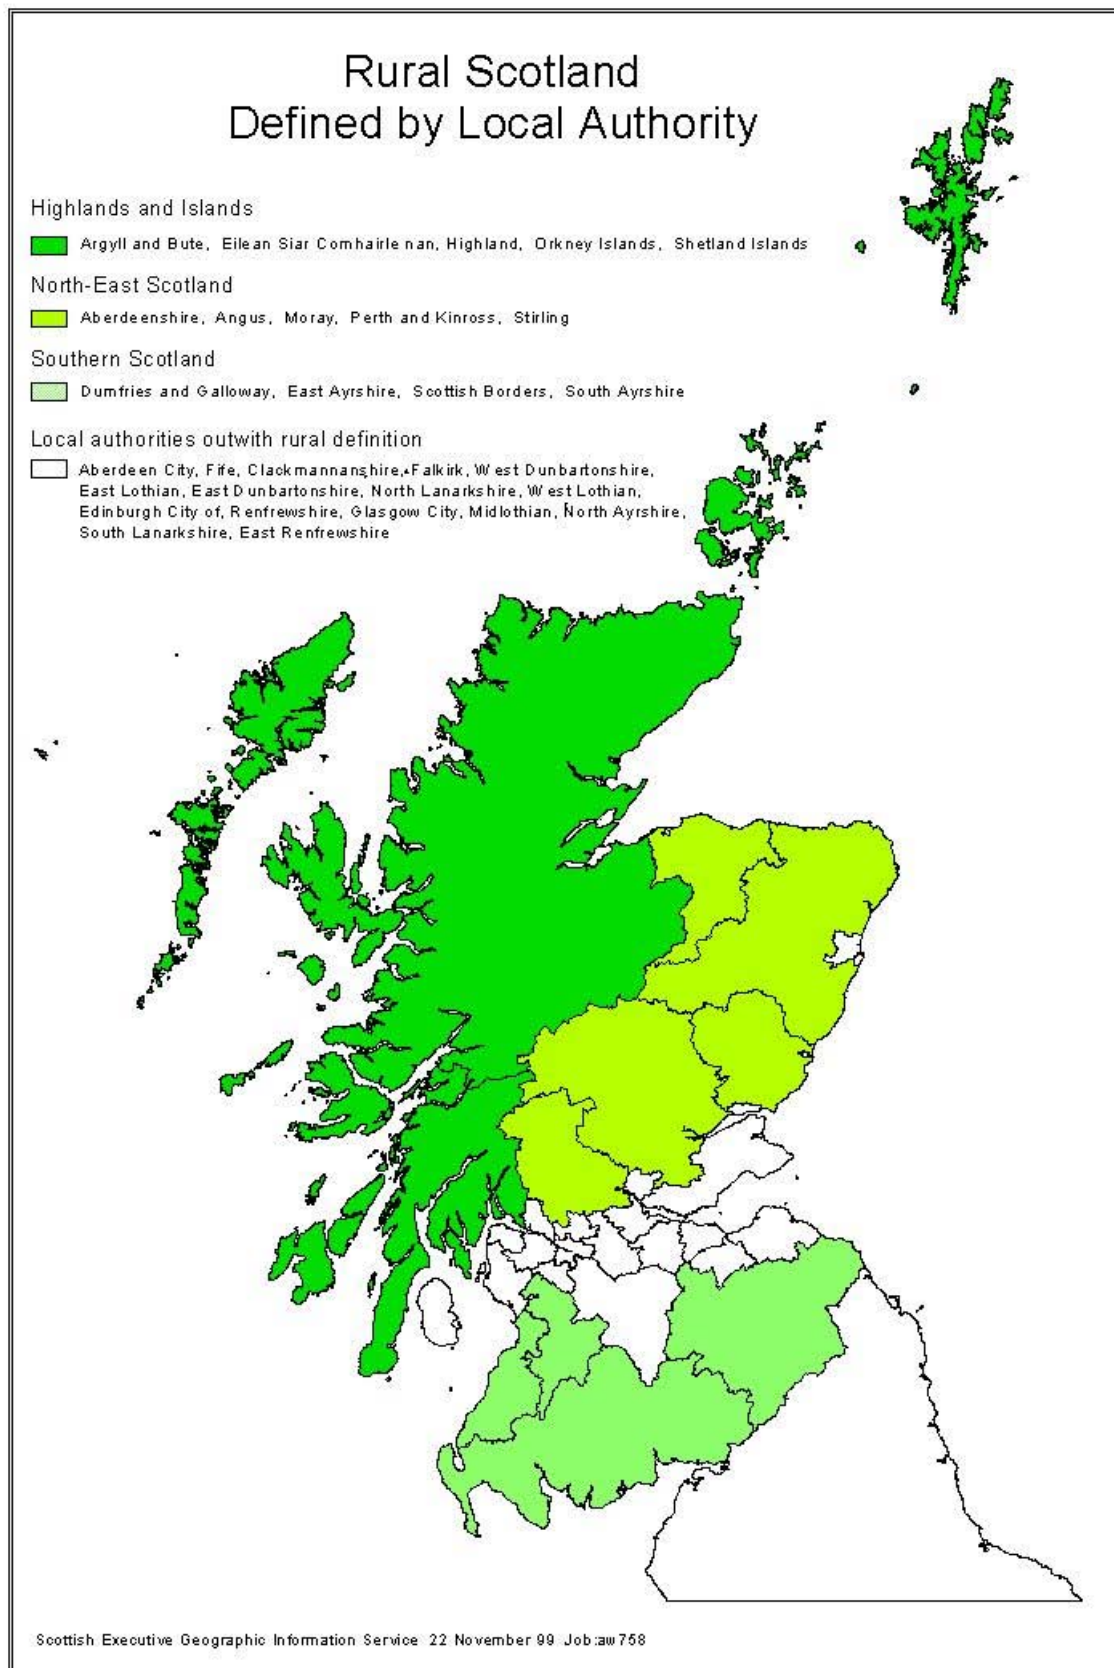 Rural Scotland
Defined by Local Authority
Highlands and Islands
Argyll and Bute, Eilean Siar Comhairle nan, Highland, Orkney Islands, Shetland Islands
North-East Scotland
Aberdeenshire, Angus, Moray, Perth and Kinross, Stirling
Southern Scotland
Dumfries and Galloway, East Ayrshire, Scottish Borders, South Ayrshire
Local authorities outwith rural definition
Aberdeen City, Fife, Clackmannanshire, Falkirk, West Dunbartonshire,
East Lothian, East Dunbartonshire, North Lanarkshire, West Lothian,
Edinburgh City of, Renfrewshire, Glasgow City, Midlothian, North Ayrshire,
South Lanarkshire, East Renfrewshire
Scottish Executive Geographic Information Service 22 November 99 Job:aw758